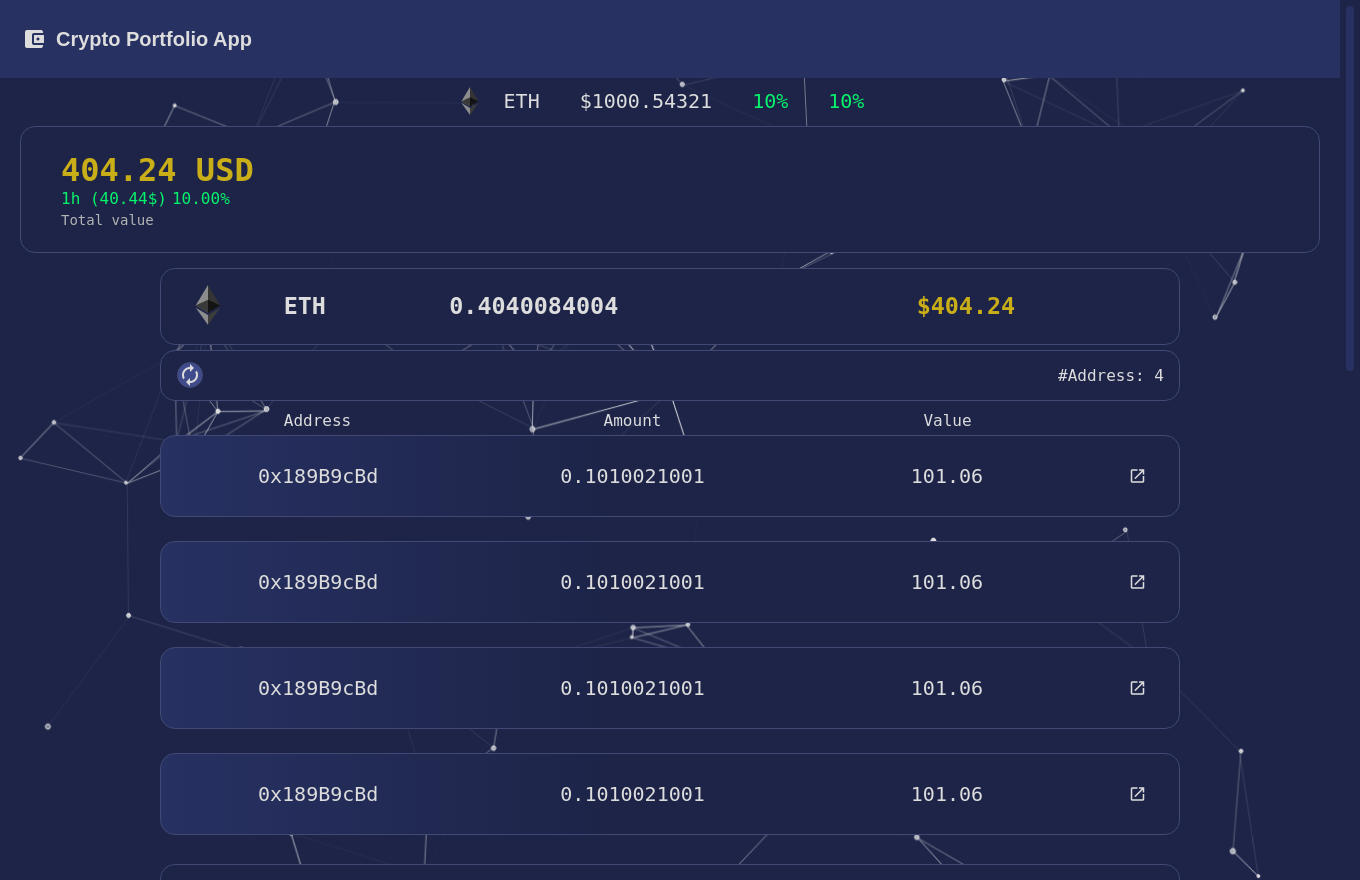 Crypto Portfolio App
ETH $1000.54321 10% 10%
404.24 USD
1h (40.44$) 10.00%
Total value
ETH 0.4040084004 $404.24
#Address: 4
Address Amount Value
0x189B9cBd 0.1010021001 101.06
0x189B9cBd 0.1010021001 101.06
0x189B9cBd 0.1010021001 101.06
0x189B9cBd 0.1010021001 101.06